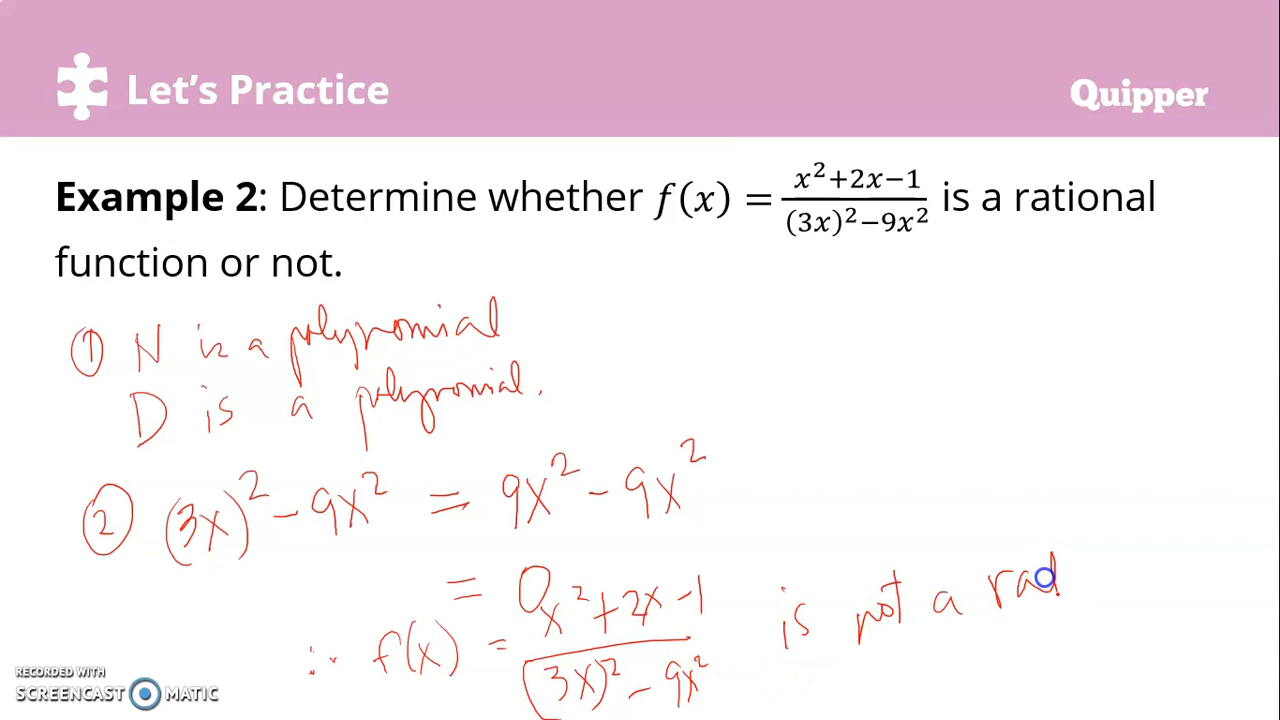 Let's Practice
Quipper
Example 2: Determine whether f(x) = (x²+2x−1)/((3x)²−9x²) is a rational
function or not.
① N is a polynomial
D is a polynomial.
② (3x)² − 9x² = 9x² − 9x²
= 0
∴ f(x) = (x²+2x−1)/((3x)²−9x²) is not a rad
RECORDED WITH
SCREENCAST MATIC